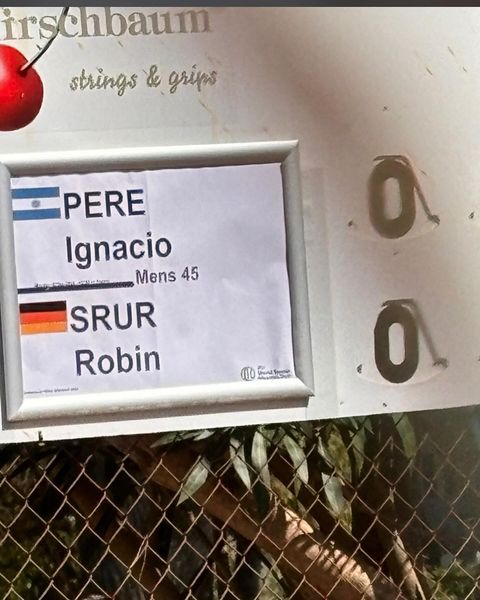 irschbaum
strings & grips
PERE
Ignacio
Mens 45
SRUR
Robin
0
0